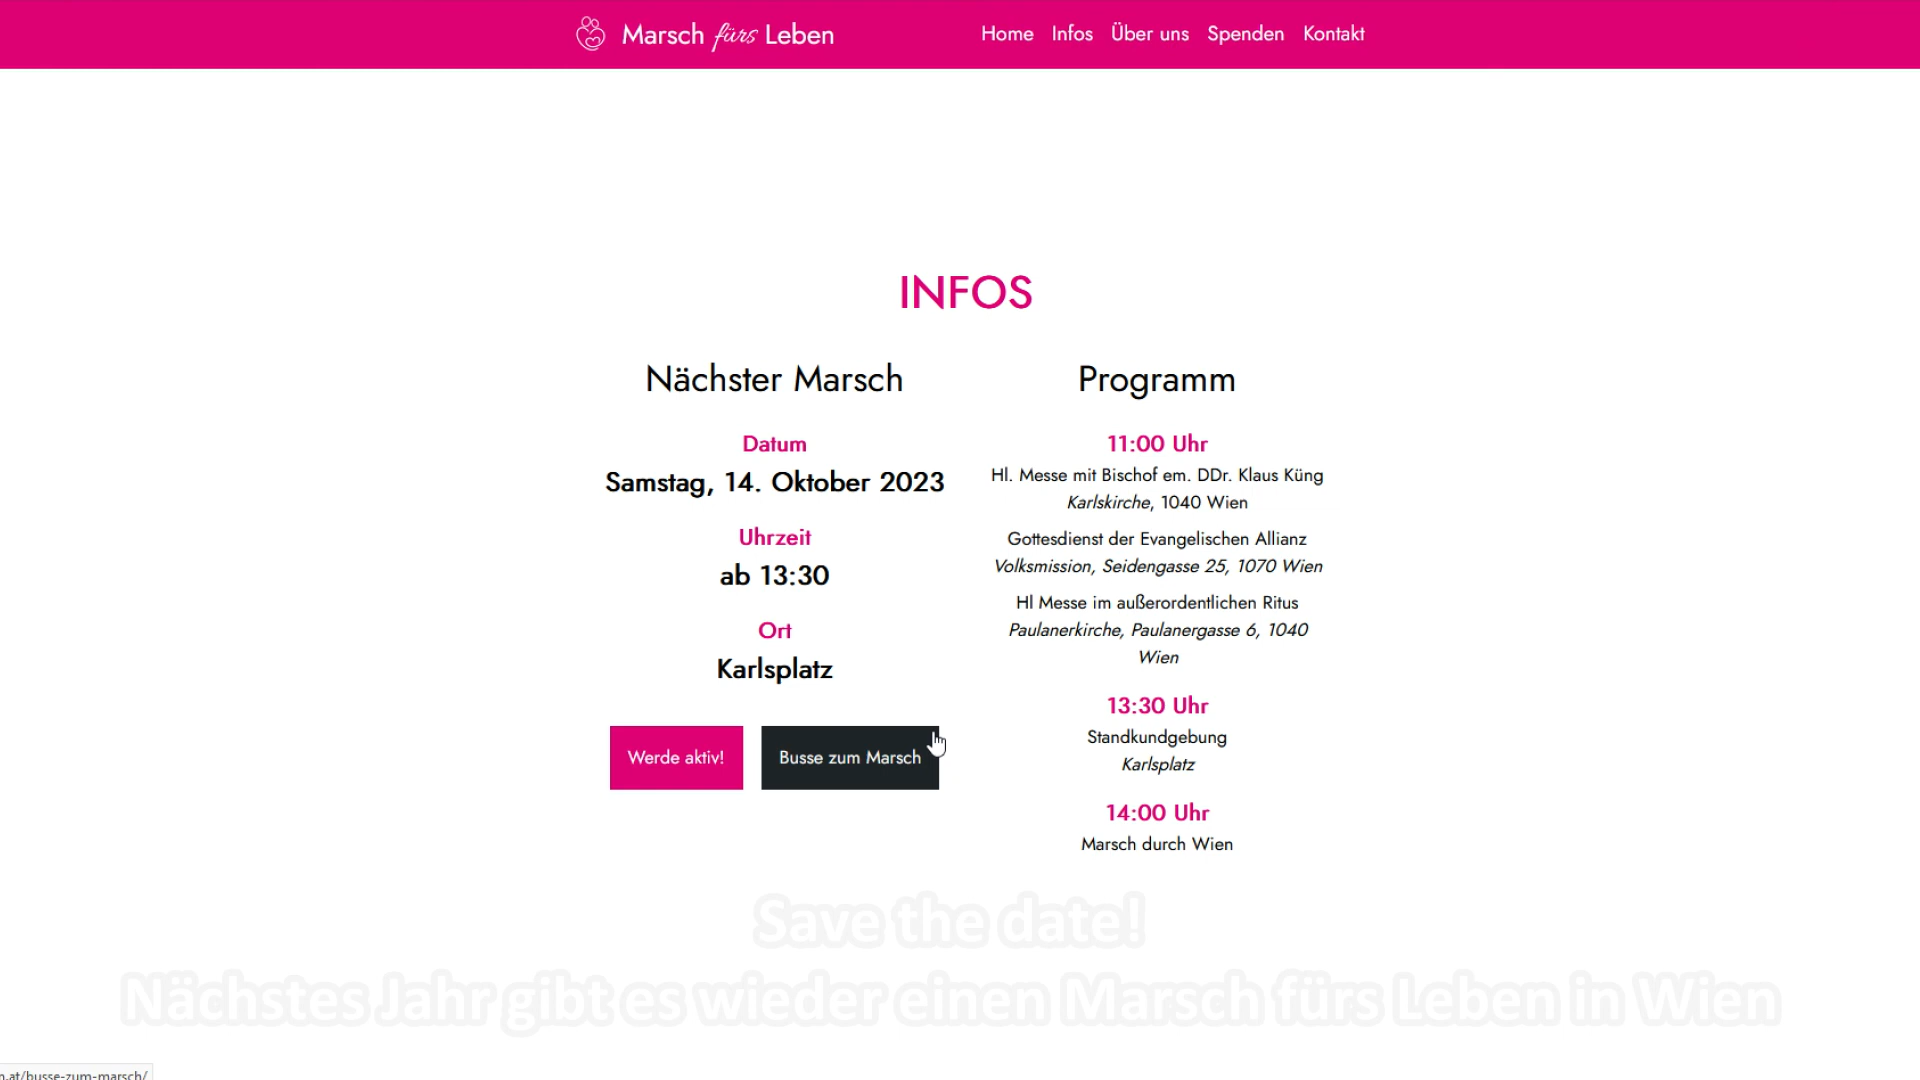 Marsch fürs Leben
Home Infos Über uns Spenden Kontakt
INFOS
Nächster Marsch
Datum
Samstag, 14. Oktober 2023
Uhrzeit
ab 13:30
Ort
Karlsplatz
Werde aktiv!
Busse zum Marsch
Programm
11:00 Uhr
Hl. Messe mit Bischof em. DDr. Klaus Küng
Karlskirche, 1040 Wien
Gottesdienst der Evangelischen Allianz
Volksmission, Seidengasse 25, 1070 Wien
Hl Messe im außerordentlichen Ritus
Paulanerkirche, Paulanergasse 6, 1040
Wien
13:30 Uhr
Standkundgebung
Karlsplatz
14:00 Uhr
Marsch durch Wien
Save the date!
Nächstes Jahr gibt es wieder einen Marsch fürs Leben in Wien
n.at/busse-zum-marsch/